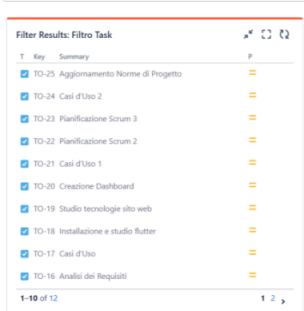 Filter Results: Filtro Task
T Key Summary P
TO-25 Aggiornamento Norme di Progetto
TO-24 Casi d'Uso 2
TO-23 Pianificazione Scrum 3
TO-22 Pianificazione Scrum 2
TO-21 Casi d'Uso 1
TO-20 Creazione Dashboard
TO-19 Studio tecnologie sito web
TO-18 Installazione e studio flutter
TO-17 Casi d'Uso
TO-16 Analisi dei Requisiti
1–10 of 12 1 2